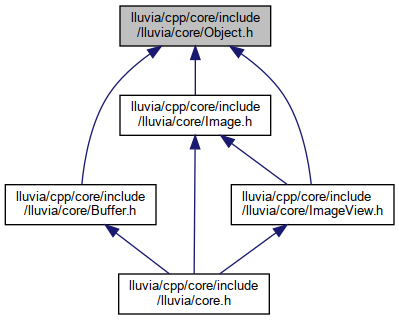 lluvia/cpp/core/include
/lluvia/core/Object.h
lluvia/cpp/core/include
/lluvia/core/Image.h
lluvia/cpp/core/include
/lluvia/core/Buffer.h
lluvia/cpp/core/include
/lluvia/core/ImageView.h
lluvia/cpp/core/include
/lluvia/core.h